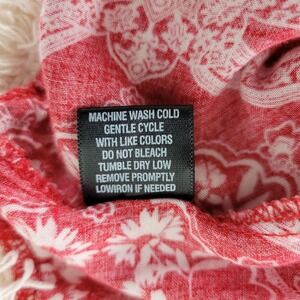 MACHINE WASH COLD
GENTLE CYCLE
WITH LIKE COLORS
DO NOT BLEACH
TUMBLE DRY LOW
REMOVE PROMPTLY
LOWIRON IF NEEDED